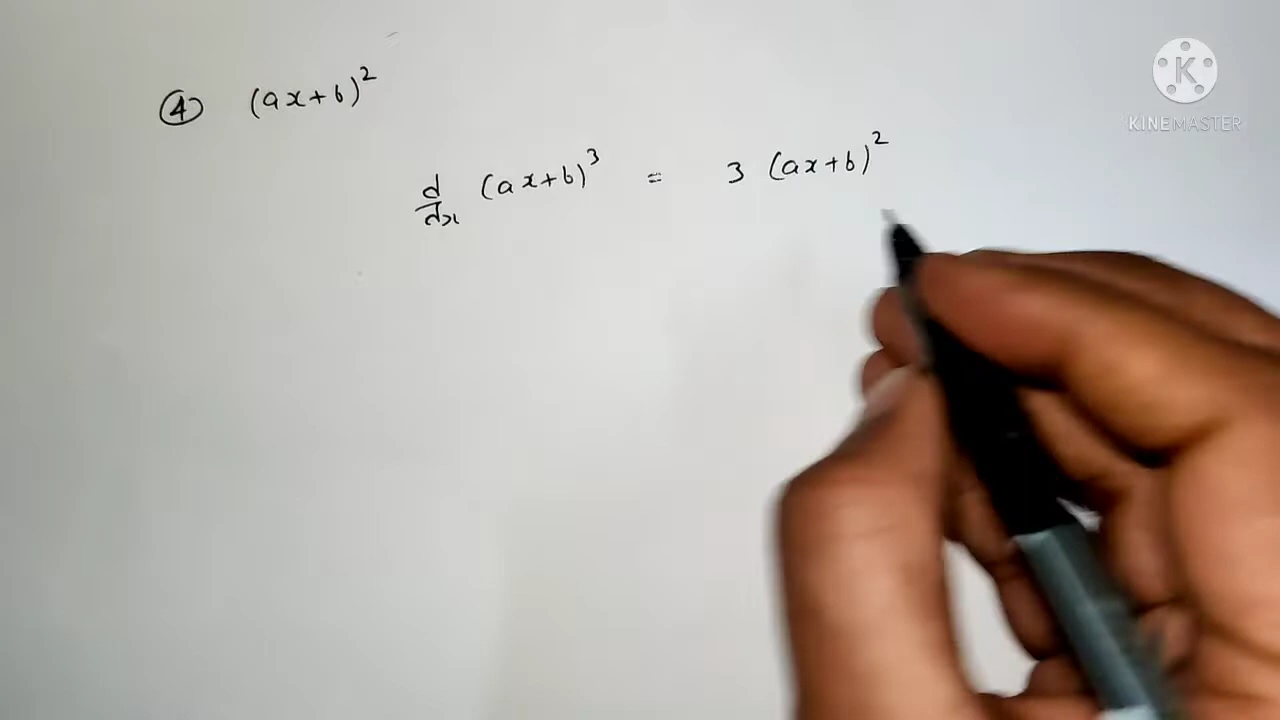 ④ (ax+b)²
d/dx (ax+b)³ = 3 (ax+b)²
K
KINEMASTER